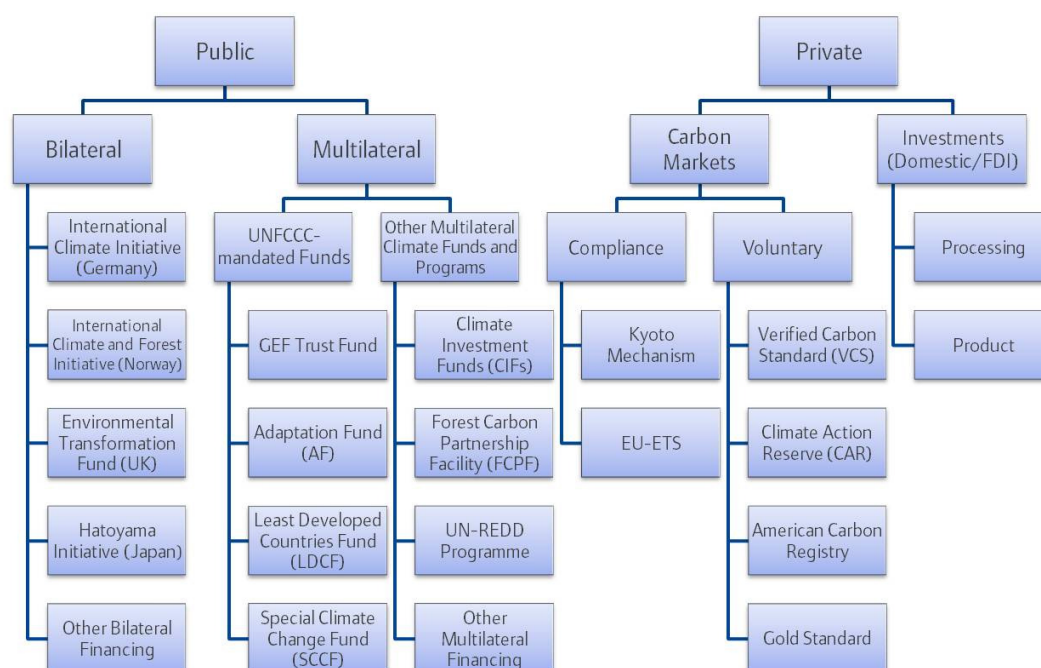 Public
Private
Bilateral
Multilateral
Carbon
Markets
Investments
(Domestic/FDI)
International
Climate Initiative
(Germany)
UNFCCC-
mandated Funds
Other Multilateral
Climate Funds and
Programs
Compliance
Voluntary
Processing
International
Climate and Forest
Initiative (Norway)
GEF Trust Fund
Climate
Investment
Funds (CIFs)
Kyoto
Mechanism
Verified Carbon
Standard (VCS)
Product
Environmental
Transformation
Fund (UK)
Adaptation Fund
(AF)
Forest Carbon
Partnership
Facility (FCPF)
EU-ETS
Climate Action
Reserve (CAR)
Hatoyama
Initiative (Japan)
Least Developed
Countries Fund
(LDCF)
UN-REDD
Programme
American Carbon
Registry
Other Bilateral
Financing
Special Climate
Change Fund
(SCCF)
Other
Multilateral
Financing
Gold Standard